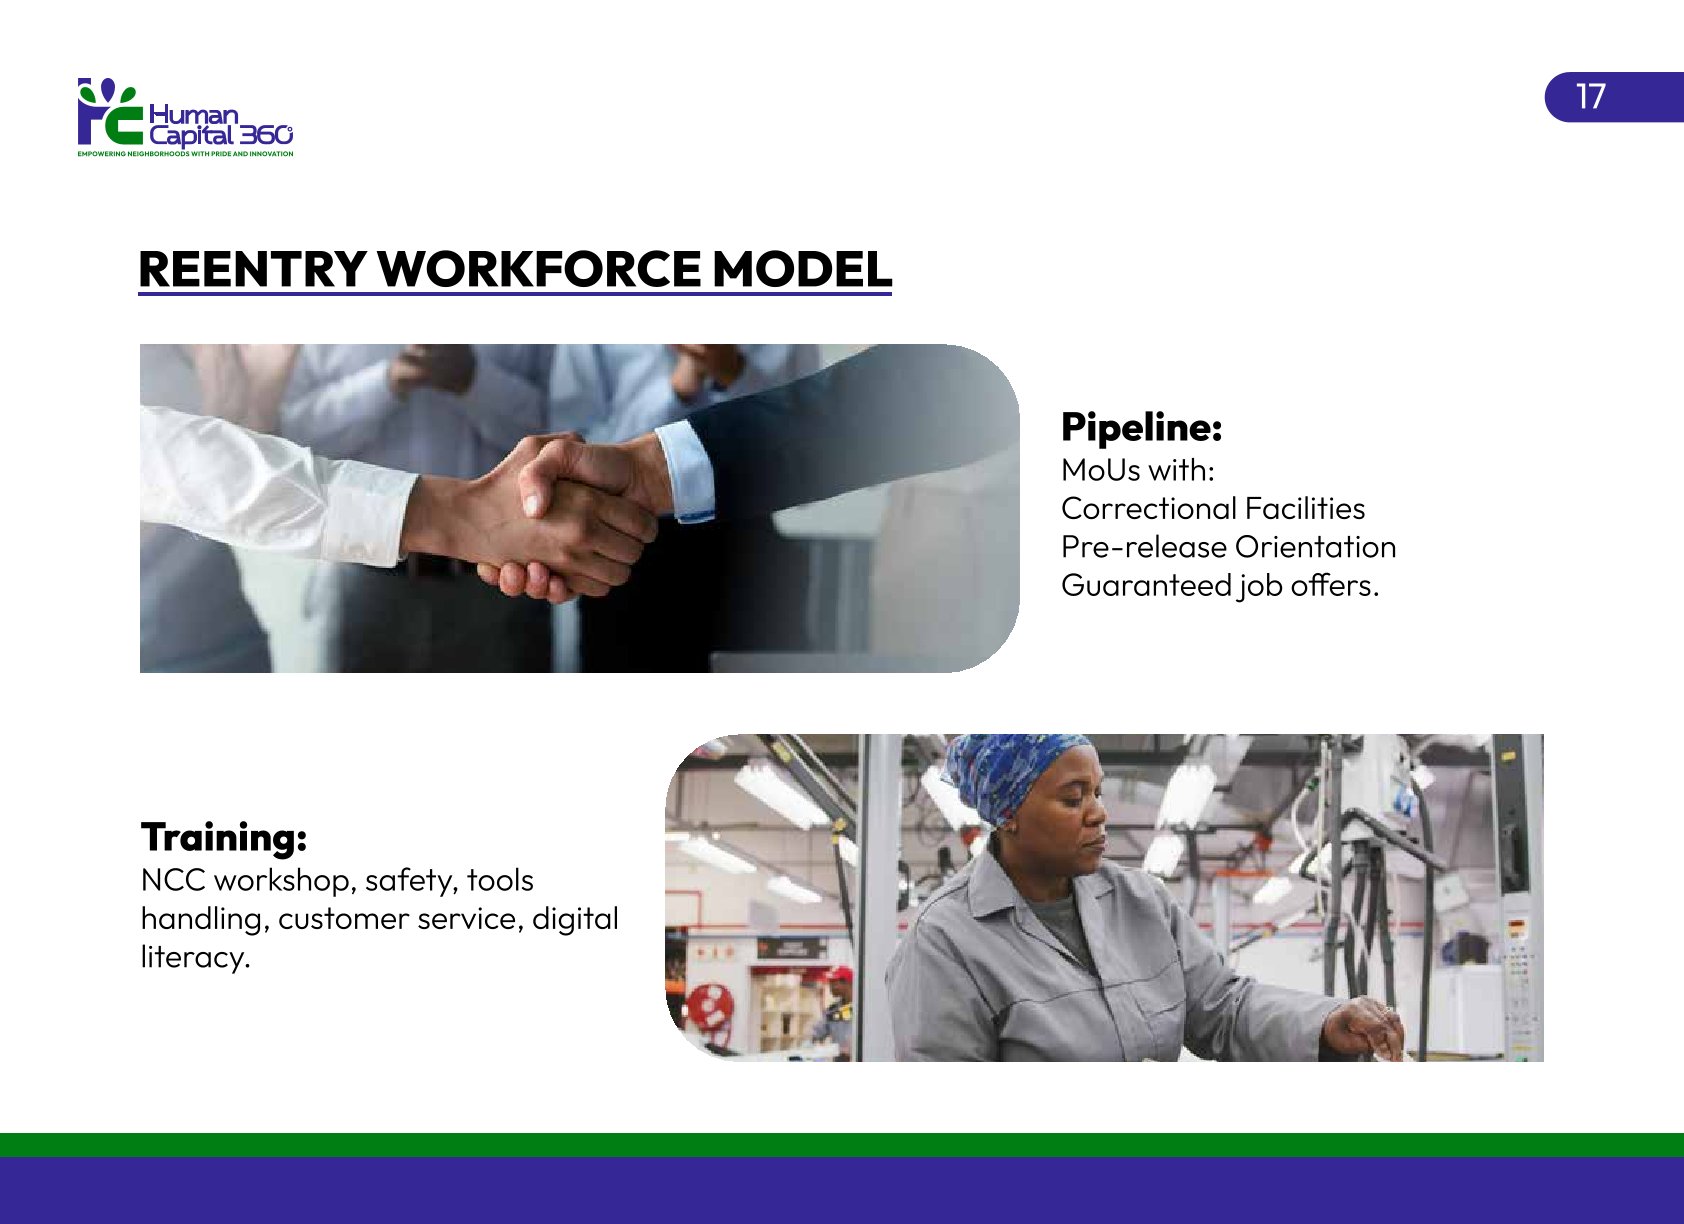 Human
Capital 360°
EMPOWERING NEIGHBORHOODS WITH PRIDE AND INNOVATION
17
REENTRY WORKFORCE MODEL
Pipeline:
MoUs with:
Correctional Facilities
Pre-release Orientation
Guaranteed job offers.
Training:
NCC workshop, safety, tools
handling, customer service, digital
literacy.